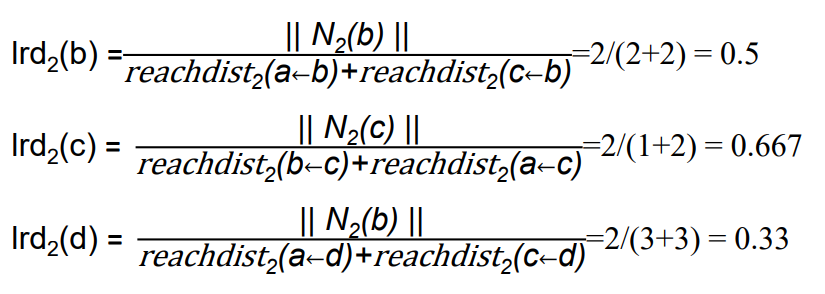 lrd₂(b) = || N₂(b) || / reachdist₂(a←b)+reachdist₂(c←b) =2/(2+2) = 0.5
lrd₂(c) = || N₂(c) || / reachdist₂(b←c)+reachdist₂(a←c) =2/(1+2) = 0.667
lrd₂(d) = || N₂(b) || / reachdist₂(a←d)+reachdist₂(c←d) =2/(3+3) = 0.33